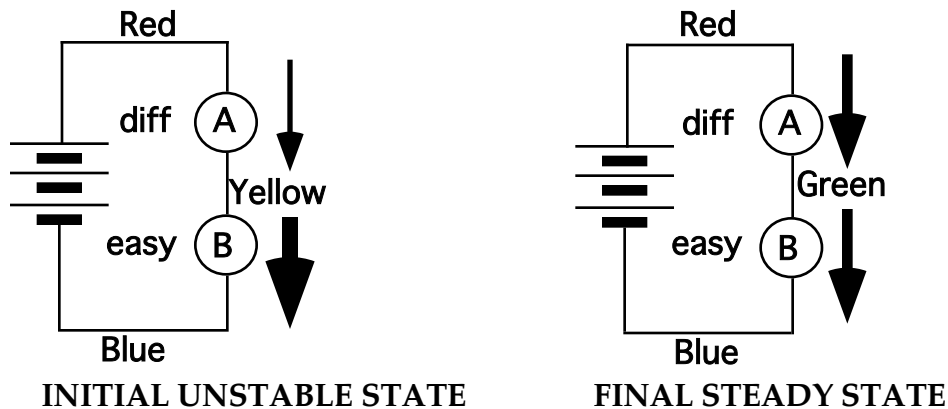 Red
diff A
Yellow
easy B
Blue
INITIAL UNSTABLE STATE
Red
diff A
Green
easy B
Blue
FINAL STEADY STATE